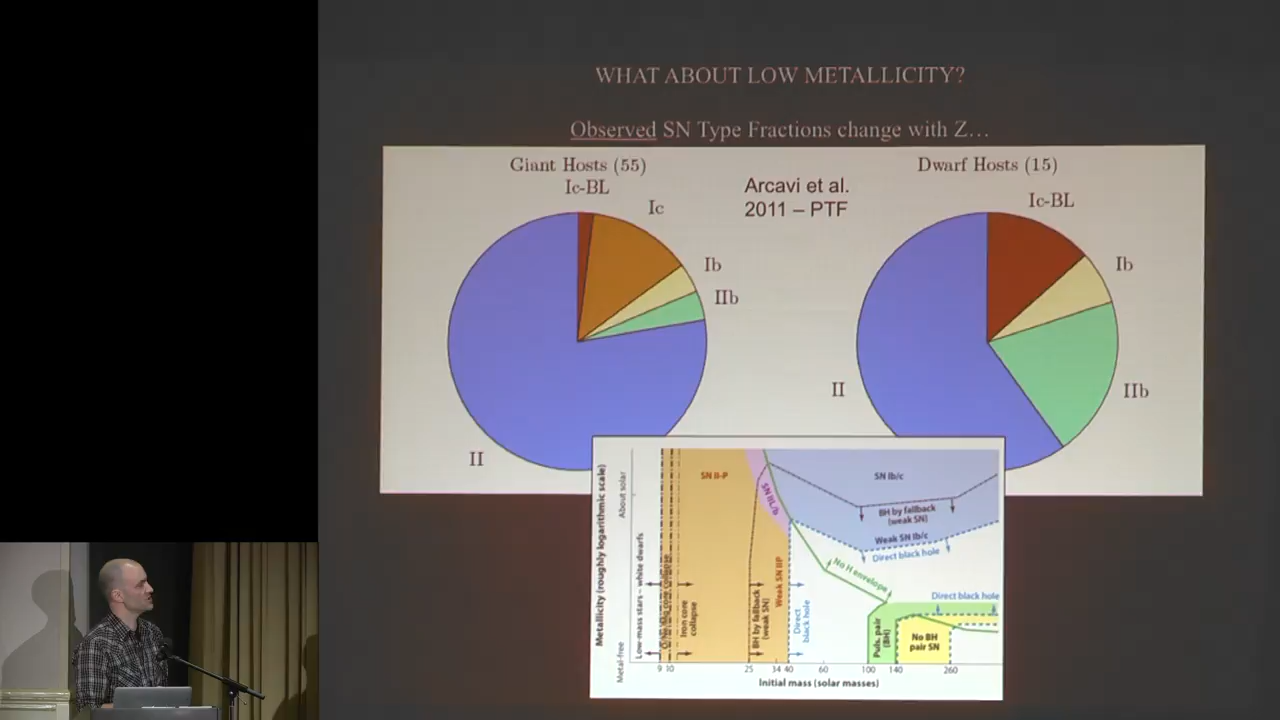 WHAT ABOUT LOW METALLICITY?
Observed SN Type Fractions change with Z…
Giant Hosts (55)
Ic-BL
Ic
Ib
IIb
II
Arcavi et al.
2011 – PTF
Dwarf Hosts (15)
Ic-BL
Ib
IIb
II
Metallicity (roughly logarithmic scale)
About solar
Metal-free
Low-mass stars – white dwarfs
Iron core
collapse
SN II-P
SN IIL/b
BH by fallback
(weak SN)
Weak SN IIP
Direct
black hole
SN Ib/c
BH by fallback
(weak SN)
Weak SN Ib/c
Direct black hole
No H envelope
Direct black hole
Puls. pair
(BH)
No BH
pair SN
9 10 25 34 40 60 100 140 260
Initial mass (solar masses)